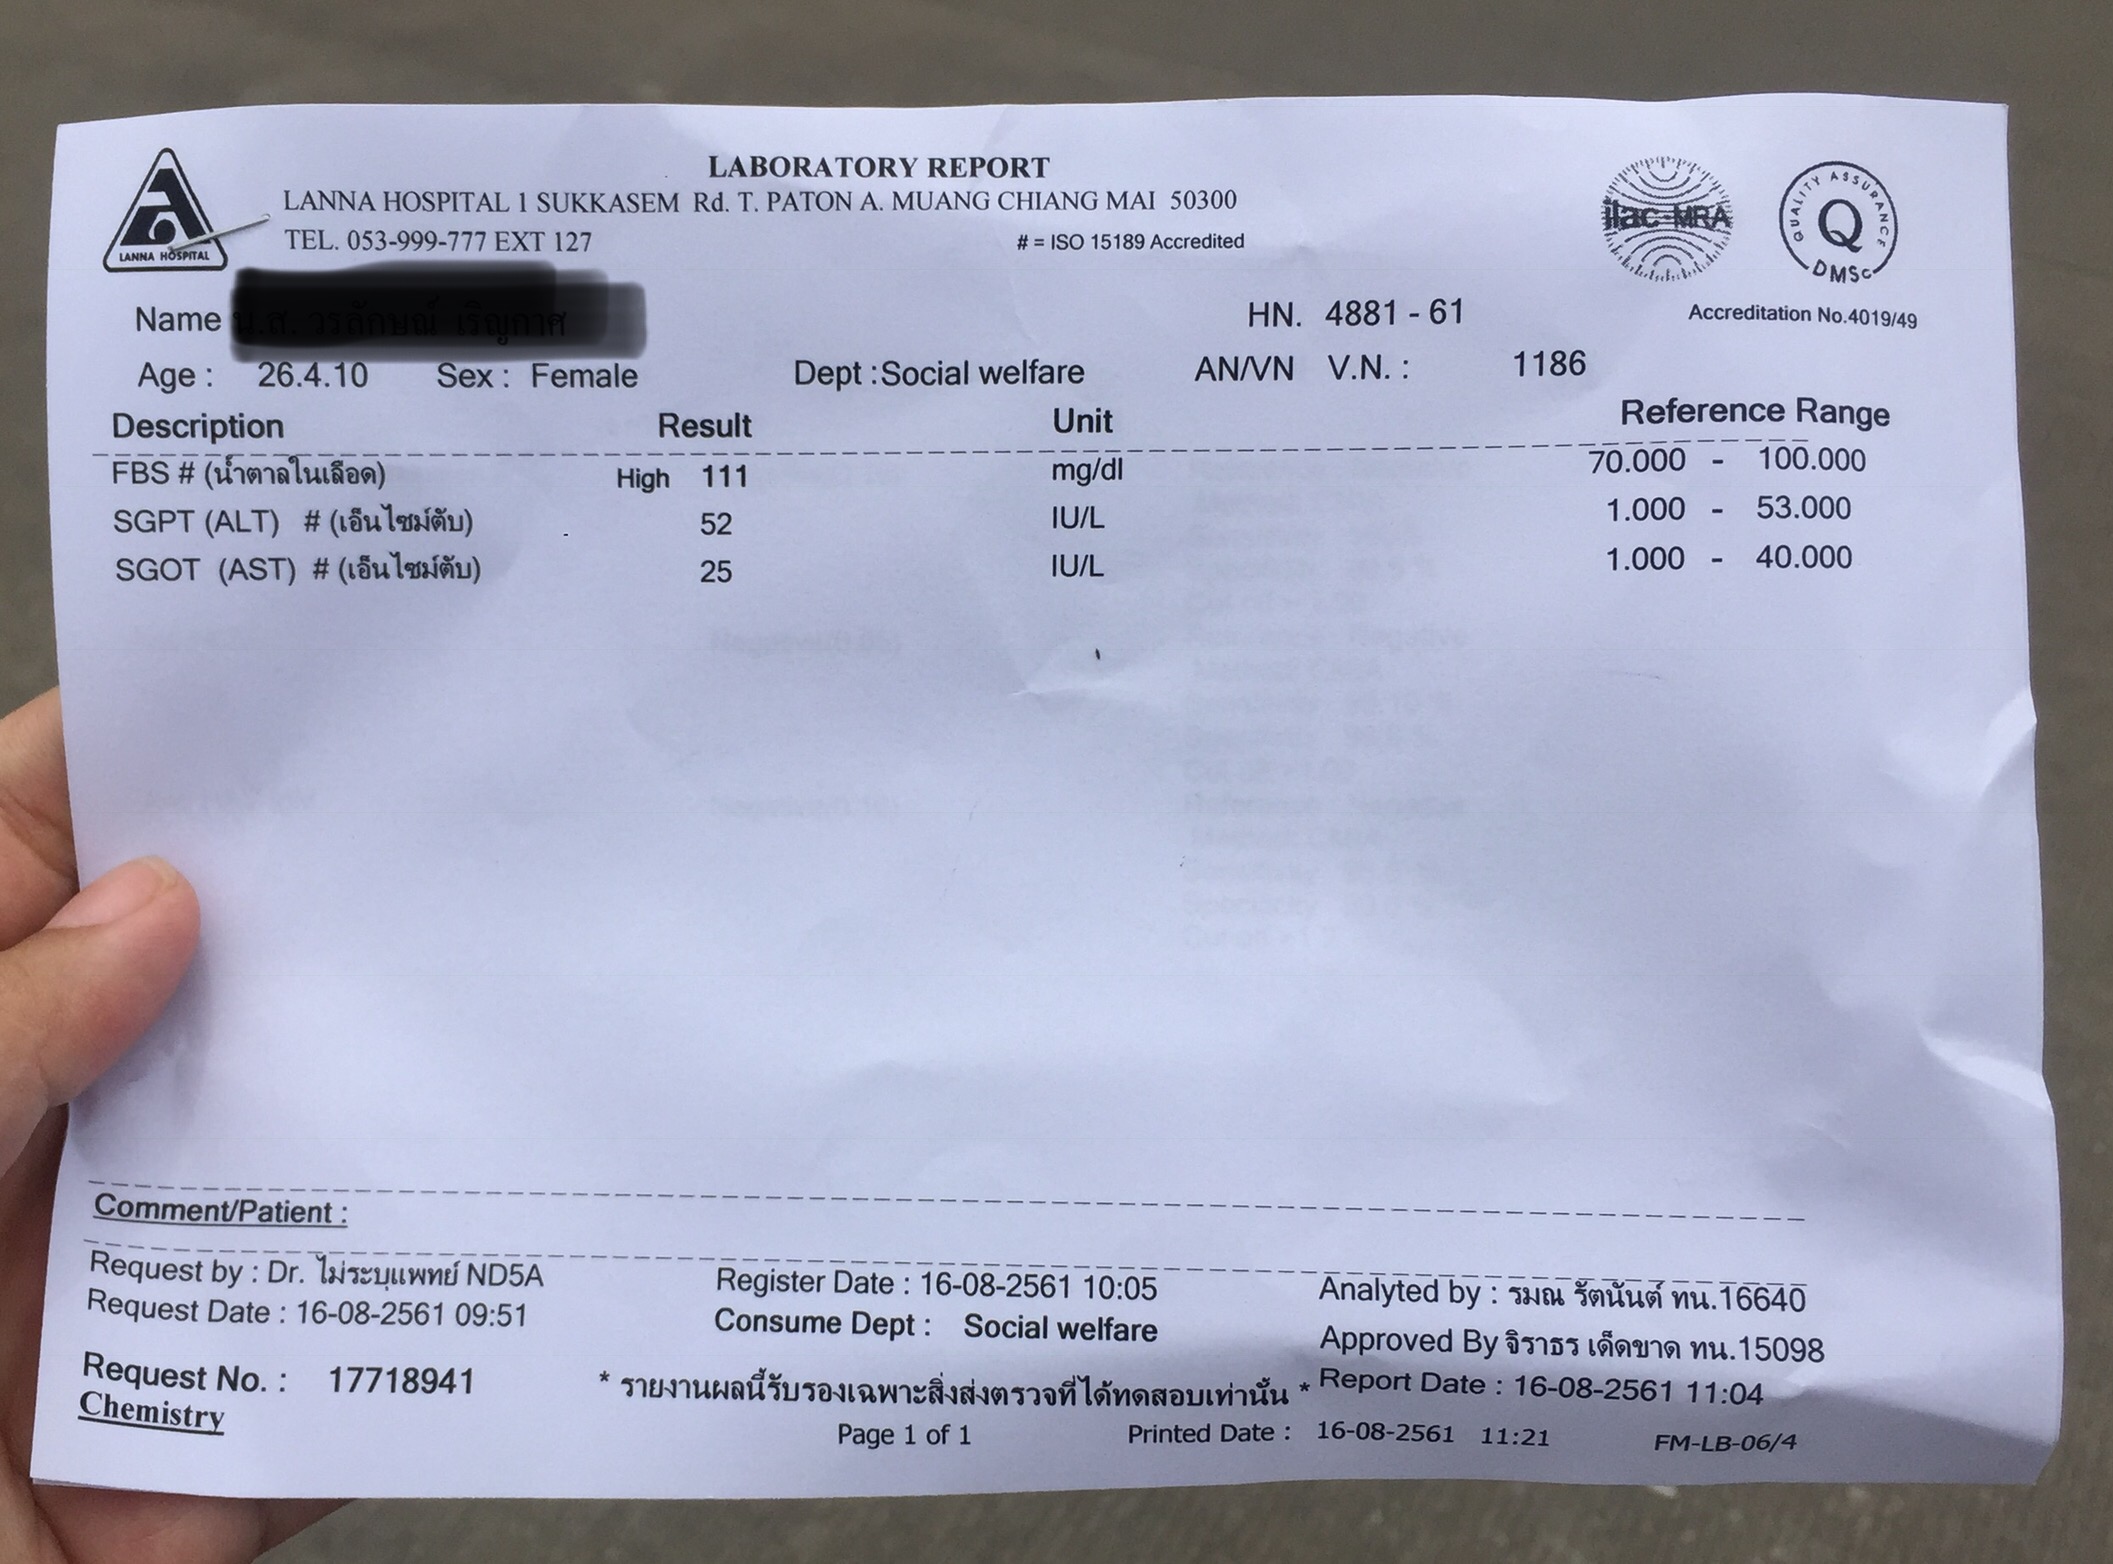 LABORATORY REPORT
LANNA HOSPITAL 1 SUKKASEM Rd. T. PATON A. MUANG CHIANG MAI 50300
TEL. 053-999-777 EXT 127
# = ISO 15189 Accredited
LANNA HOSPITAL
ilac-MRA
QUALITY ASSURANCE
Q
DMSc
Accreditation No.4019/49
Name
HN. 4881 - 61
Age : 26.4.10 Sex : Female Dept :Social welfare AN/VN V.N. : 1186
Description Result Unit Reference Range
FBS # (น้ำตาลในเลือด) High 111 mg/dl 70.000 - 100.000
SGPT (ALT) # (เอ็นไซม์ตับ) 52 IU/L 1.000 - 53.000
SGOT (AST) # (เอ็นไซม์ตับ) 25 IU/L 1.000 - 40.000
Comment/Patient :
Request by : Dr. ไม่ระบุแพทย์ ND5A Register Date : 16-08-2561 10:05 Analyted by : รมณ รัตนันต์ ทน.16640
Request Date : 16-08-2561 09:51 Consume Dept : Social welfare Approved By จิราธร เด็ดขาด ทน.15098
Request No. : 17718941 * รายงานผลนี้รับรองเฉพาะสิ่งส่งตรวจที่ได้ทดสอบเท่านั้น * Report Date : 16-08-2561 11:04
Chemistry Page 1 of 1 Printed Date : 16-08-2561 11:21 FM-LB-06/4